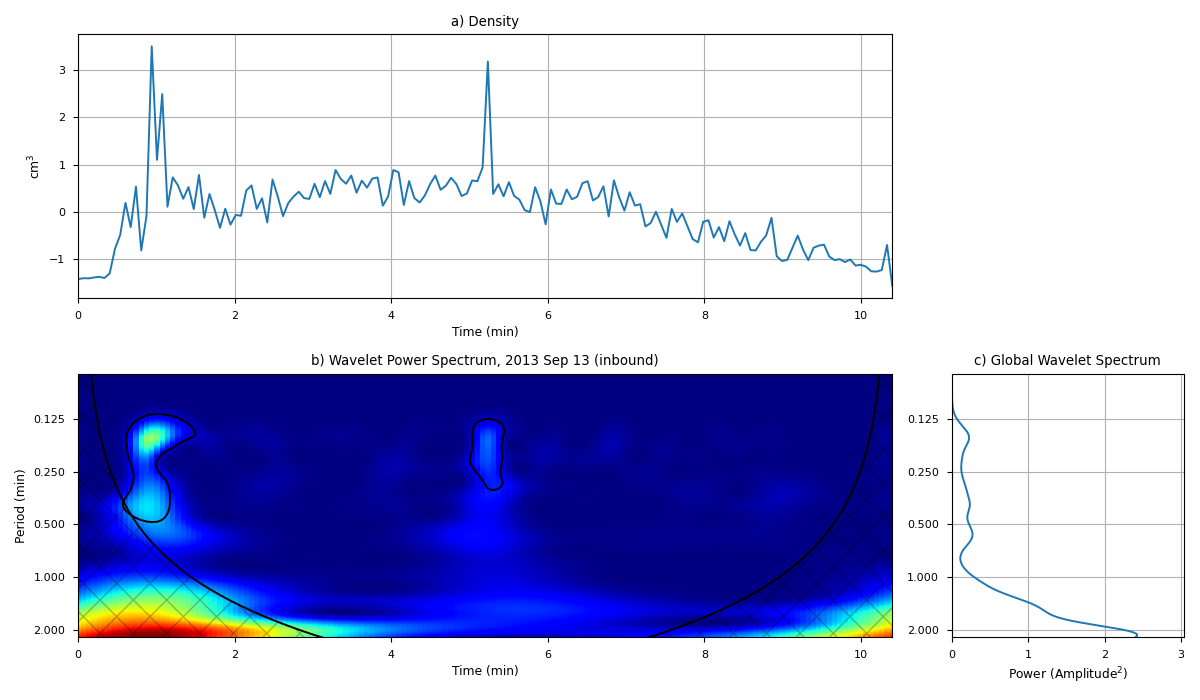 a) Density
3
2
1
0
−1
cm³
0 2 4 6 8 10
Time (min)
b) Wavelet Power Spectrum, 2013 Sep 13 (inbound)
0.125
0.250
0.500
1.000
2.000
Period (min)
0 2 4 6 8 10
Time (min)
c) Global Wavelet Spectrum
0.125
0.250
0.500
1.000
2.000
0 1 2 3
Power (Amplitude²)